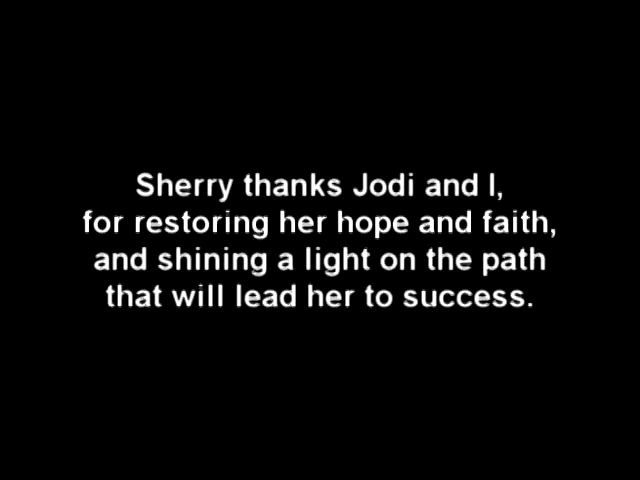 Sherry thanks Jodi and I,
for restoring her hope and faith,
and shining a light on the path
that will lead her to success.